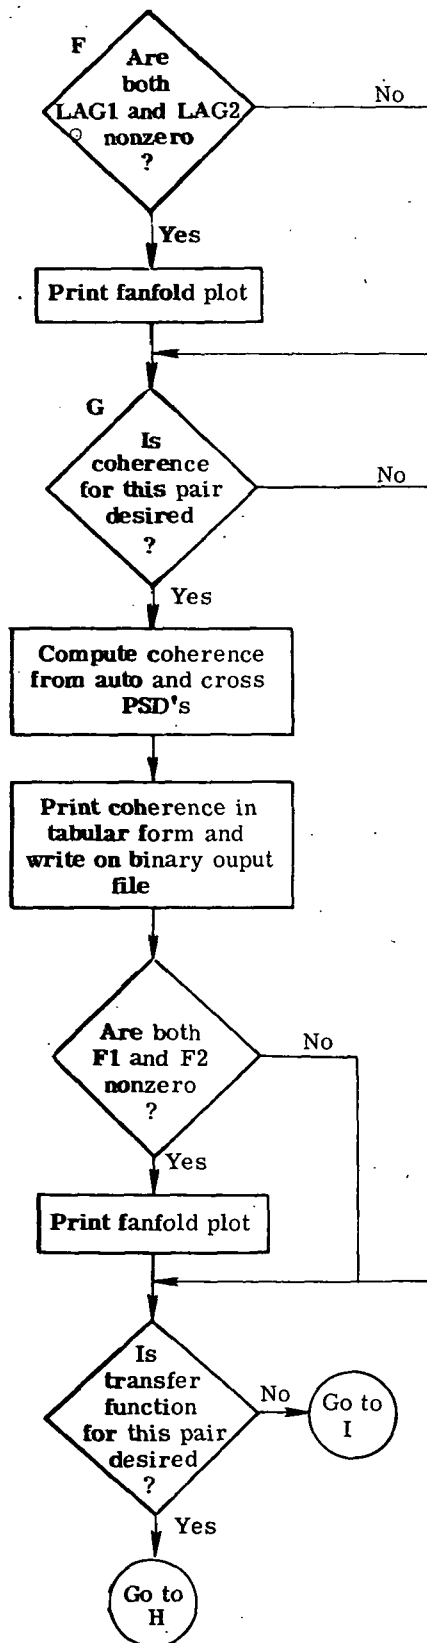 F
Are
both
LAG1 and LAG2
nonzero
?
No
Yes
Print fanfold plot
G
Is
coherence
for this pair
desired
?
No
Yes
Compute coherence
from auto and cross
PSD's
Print coherence in
tabular form and
write on binary ouput
file
Are both
F1 and F2
nonzero
?
No
Yes
Print fanfold plot
Is
transfer
function
for this pair
desired
?
No
Go to
I
Yes
Go to
H